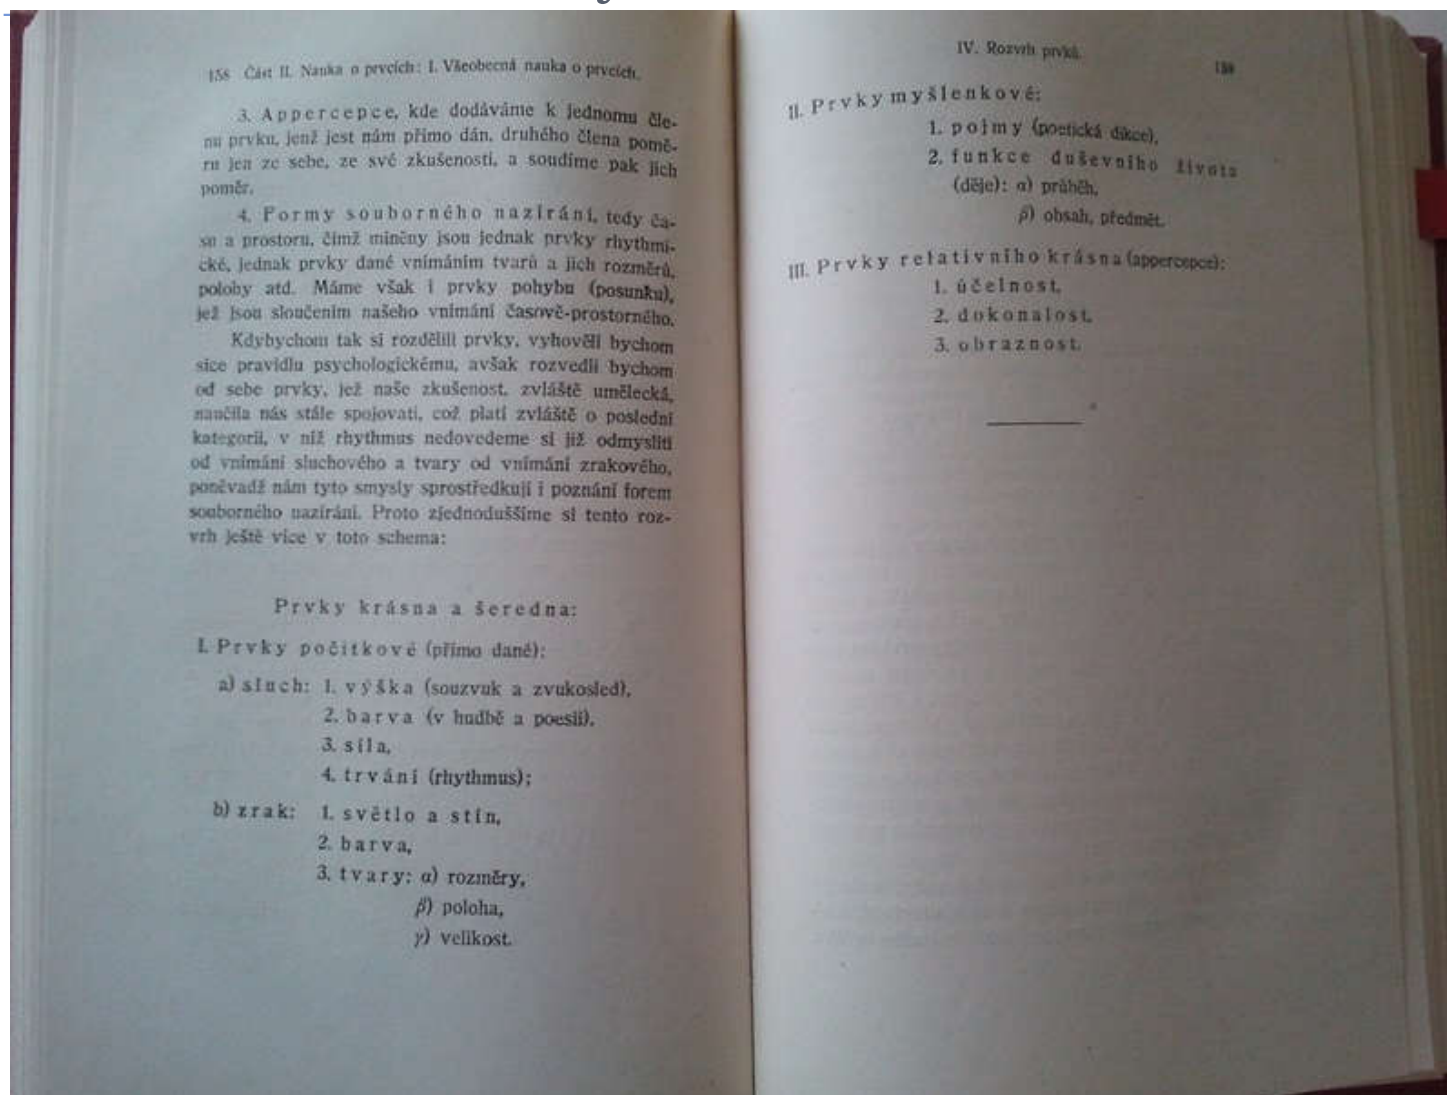 158 Část II. Nauka o prvcích: I. Všeobecná nauka o prvcích.
3. Appercepce, kde dodáváme k jednomu čle-
nu prvku, jenž jest nám přímo dán, druhého člena pomě-
ru jen ze sebe, ze své zkušenosti, a soudíme pak jich
poměr.
4. Formy souborného nazírání, tedy ča-
su a prostoru, čímž míněny jsou jednak prvky rhythmi-
cké, jednak prvky dané vnímáním tvarů a jich rozměrů,
polohy atd. Máme však i prvky pohybu (posunku),
jež jsou sloučením našeho vnímání časově-prostorného.
Kdybychom tak si rozdělili prvky, vyhověli bychom
sice pravidlu psychologickému, avšak rozvedli bychom
od sebe prvky, jež naše zkušenost, zvláště umělecká,
naučila nás stále spojovati, což platí zvláště o poslední
kategorii, v níž rhythmus nedovedeme si již odmysliti
od vnímání sluchového a tvary od vnímání zrakového,
poněvadž nám tyto smysly sprostředkují i poznání forem
souborného nazírání. Proto zjednoduššíme si tento roz-
vrh ještě více v toto schema:
Prvky krásna a šeredna:
I. Prvky počitkové (přímo dané):
a) sluch: 1. výška (souzvuk a zvukosled),
2. barva (v hudbě a poesii),
3. síla,
4. trvání (rhythmus);
b) zrak: 1. světlo a stín,
2. barva,
3. tvary: α) rozměry,
β) poloha,
γ) velikost.
IV. Rozvrh prvků. 159
II. Prvky myšlenkové:
1. pojmy (poetická dikce),
2. funkce duševního života
(děje): α) průběh,
β) obsah, předmět.
III. Prvky relativního krásna (appercepce):
1. účelnost,
2. dokonalost,
3. obraznost.